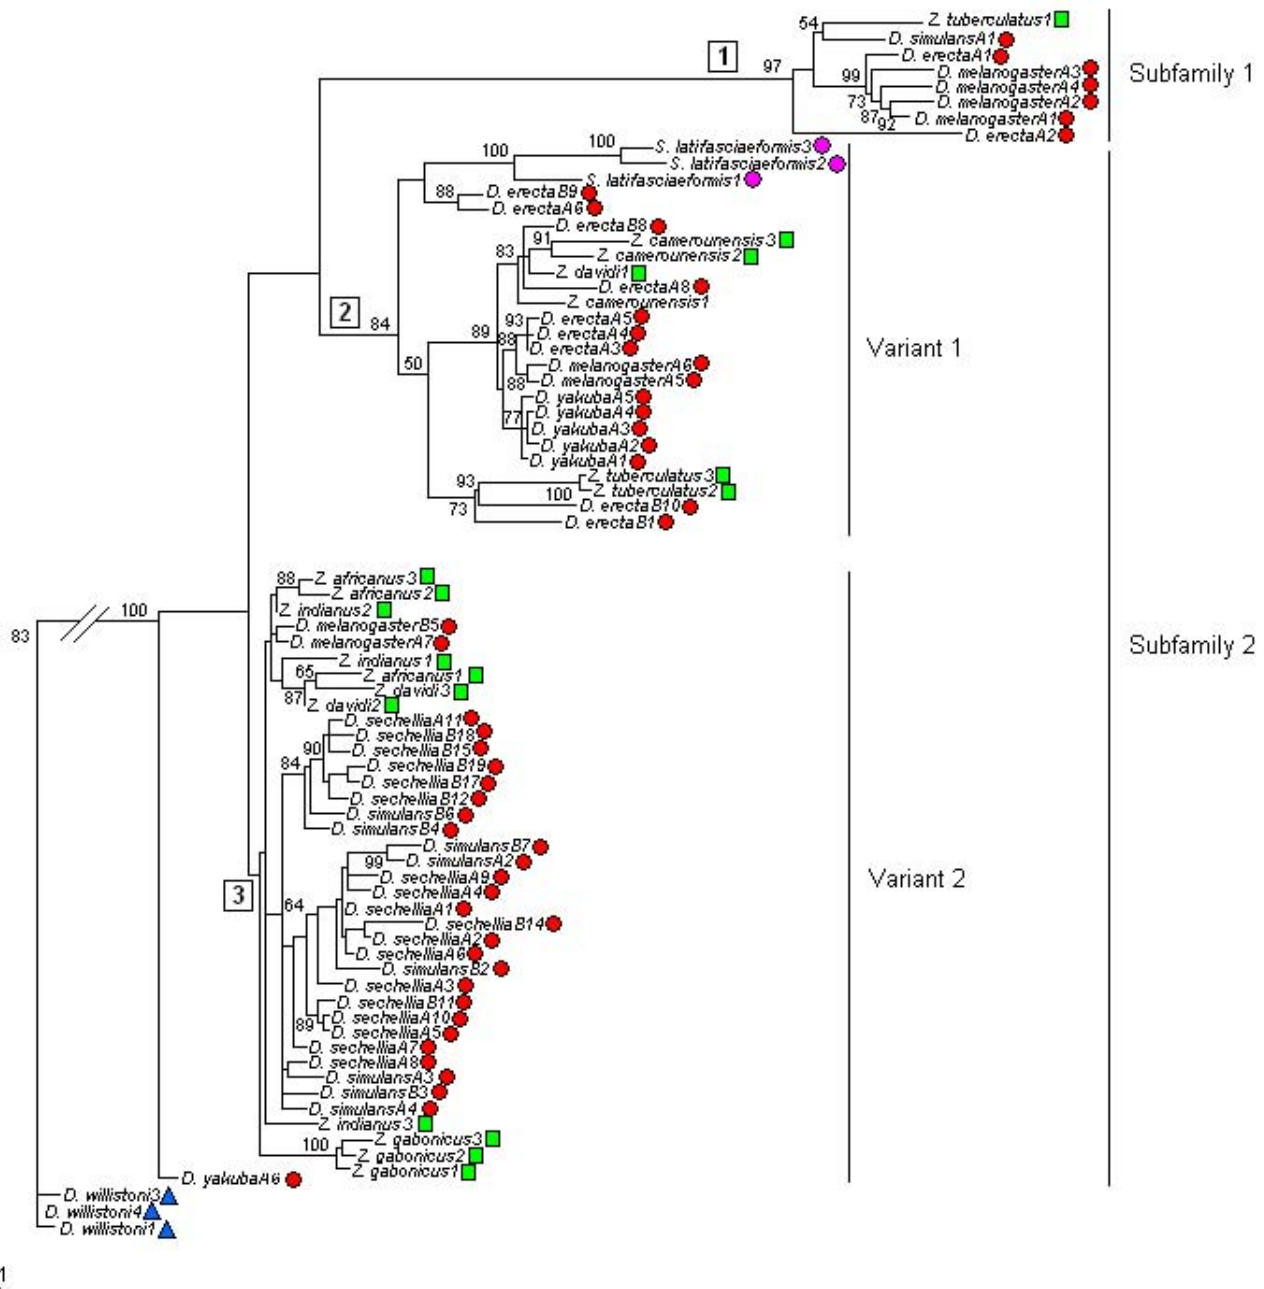 54
Z. tuberculatus1
D. simulansA1
1
97
D. erectaA1
Subfamily 1
99
D. melanogasterA3
D. melanogasterA4
73
D. melanogasterA2
87
92
D. melanogasterA1
D. erectaA2
100
100
S. latifasciaeformis3
S. latifasciaeformis2
S. latifasciaeformis1
88
D. erectaB9
D. erectaA6
D. erectaB8
91
Z. camerounensis3
83
Z. camerounensis2
Z. davidi1
D. erectaA8
Z. camerounensis1
2
84
89
93
D. erectaA5
88
D. erectaA4
D. erectaA3
Variant 1
50
D. melanogasterA6
88
D. melanogasterA5
D. yakubaA5
77
D. yakubaA4
D. yakubaA3
D. yakubaA2
D. yakubaA1
93
Z. tuberculatus3
100
Z. tuberculatus2
73
D. erectaB10
D. erectaB1
88
Z. africanus3
Z. africanus2
83
100
Z. indianus2
D. melanogasterB5
D. melanogasterA7
Subfamily 2
Z. indianus1
65
Z. africanus1
87
Z. davidi3
Z. davidi2
D. sechelliaA11
D. sechelliaB18
90
D. sechelliaB15
84
D. sechelliaB19
D. sechelliaB17
D. sechelliaB12
D. simulansB6
D. simulansB4
D. simulansB7
99
D. simulansA2
D. sechelliaA9
Variant 2
3
D. sechelliaA4
64
D. sechelliaA1
D. sechelliaB14
D. sechelliaA2
D. sechelliaA6
D. simulansB2
D. sechelliaA3
D. sechelliaB11
D. sechelliaA10
89
D. sechelliaA5
D. sechelliaA7
D. sechelliaA8
D. simulansA3
D. simulansB3
D. simulansA4
Z. indianus3
100
Z. gabonicus3
Z. gabonicus2
Z. gabonicus1
D. yakubaA6
D. willistoni3
D. willistoni4
D. willistoni1
1